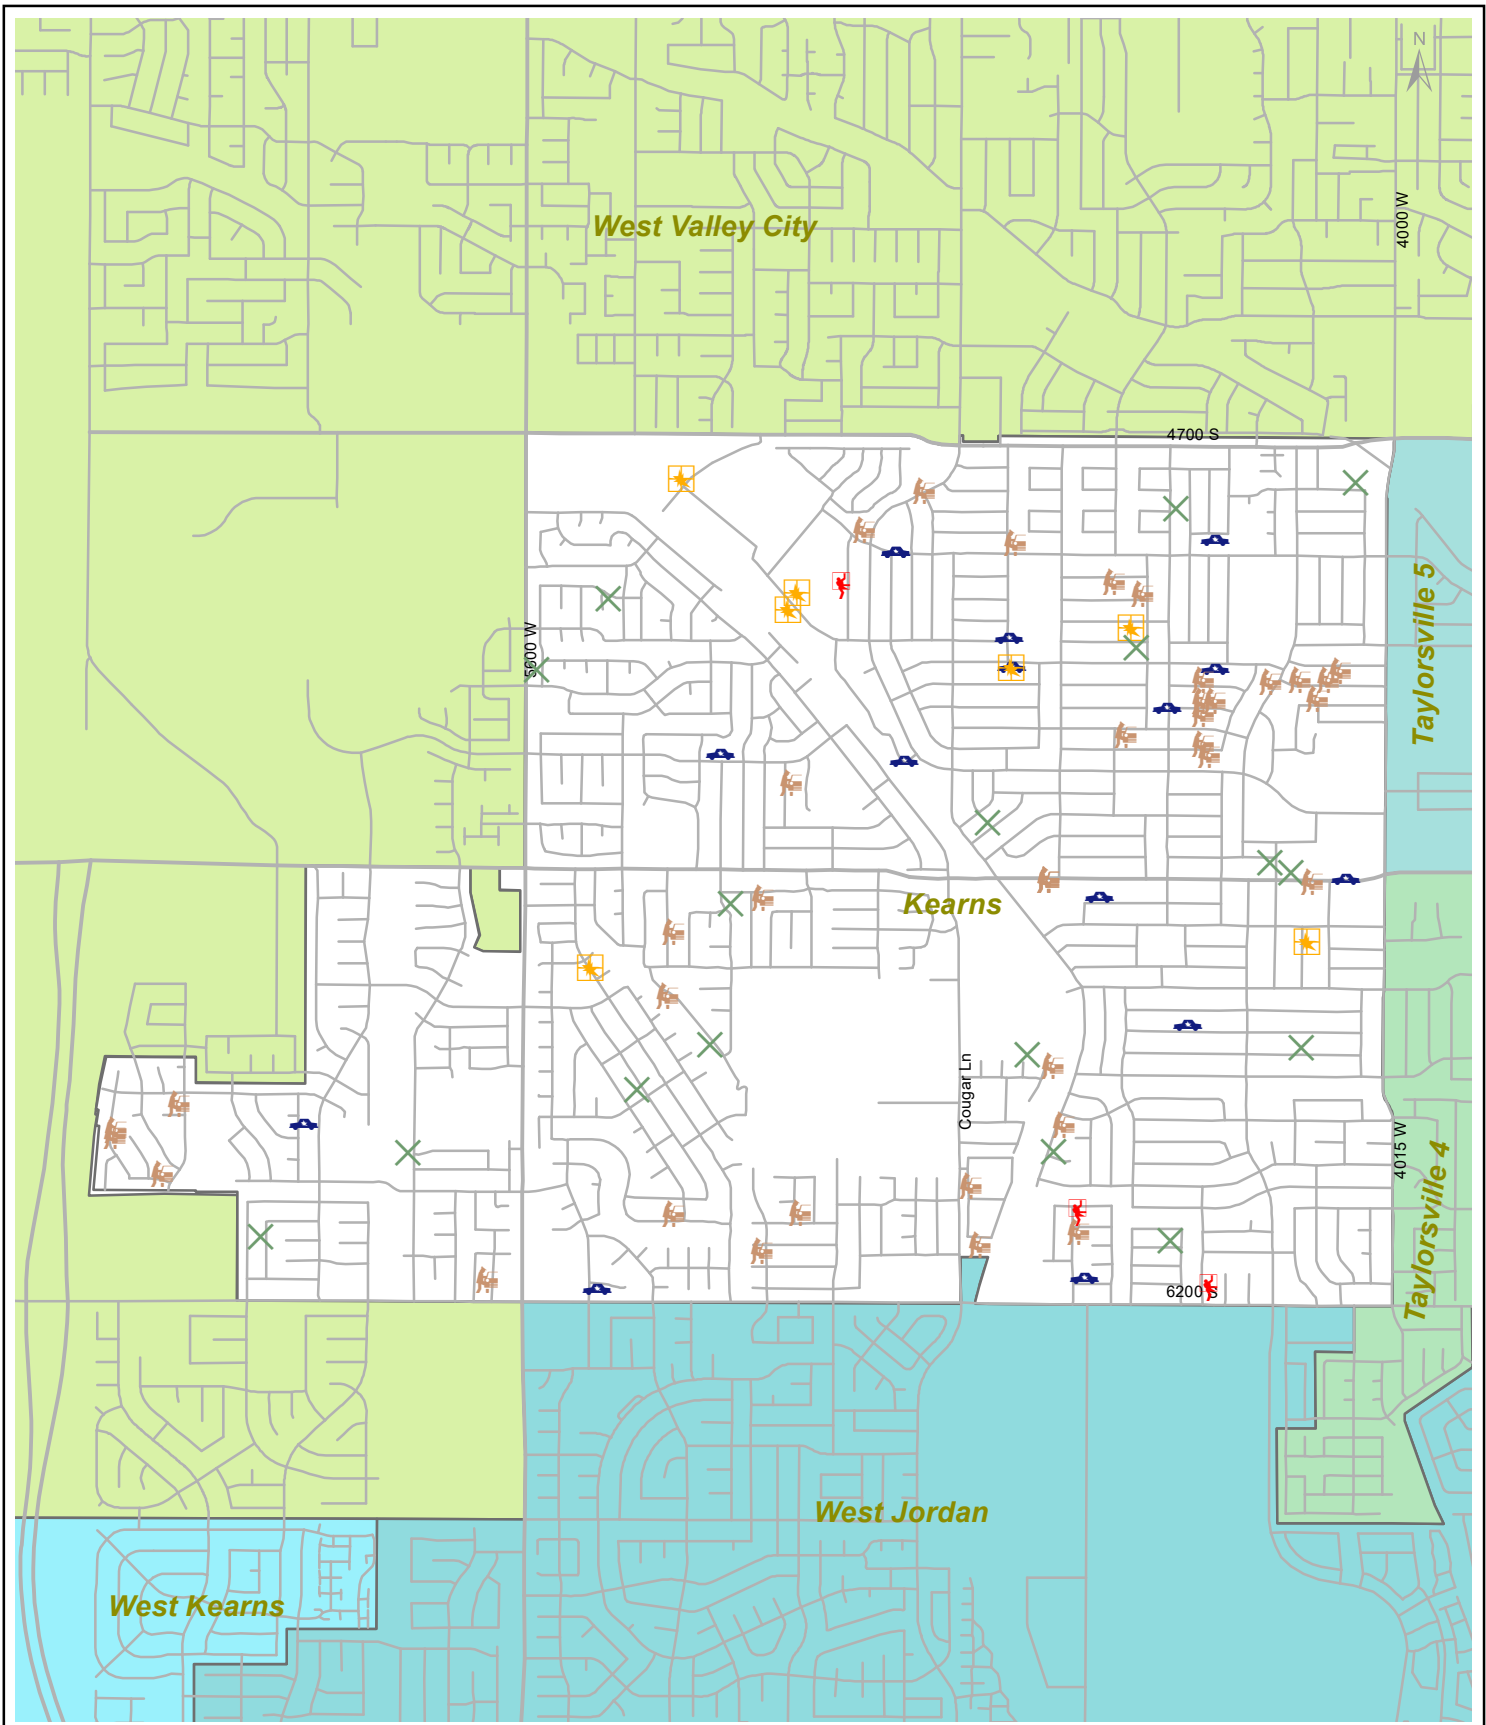 N
4000 W
West Valley City
4700 S
Taylorsville 5
5600 W
Kearns
Cougar Ln
4015 W
Taylorsville 4
6200 S
West Jordan
West Kearns